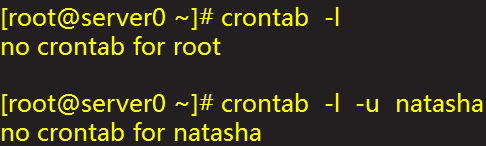 [root@server0 ~]# crontab -l
no crontab for root
[root@server0 ~]# crontab -l -u natasha
no crontab for natasha